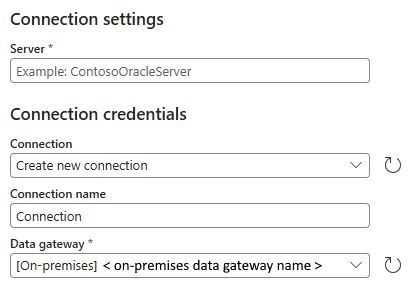 Connection settings
Server *
Example: ContosoOracleServer
Connection credentials
Connection
Create new connection
Connection name
Connection
Data gateway *
[On-premises] < on-premises data gateway name >